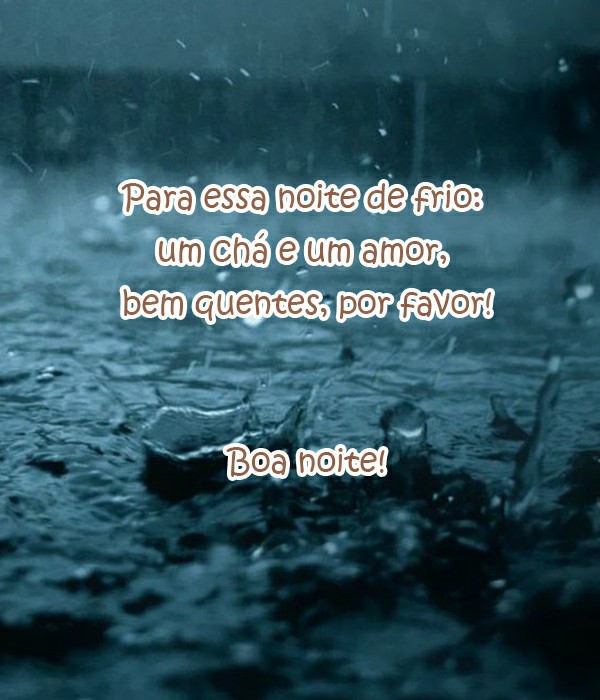 Para essa noite de frio:
um chá e um amor,
bem quentes, por favor!
Boa noite!